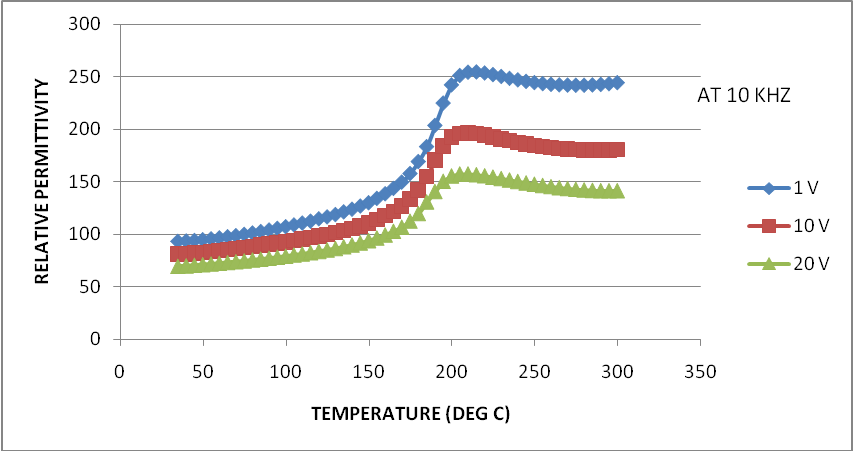 300
250
200
150
100
50
0
RELATIVE PERMITTIVITY
0 50 100 150 200 250 300 350
TEMPERATURE (DEG C)
AT 10 KHZ
1 V
10 V
20 V